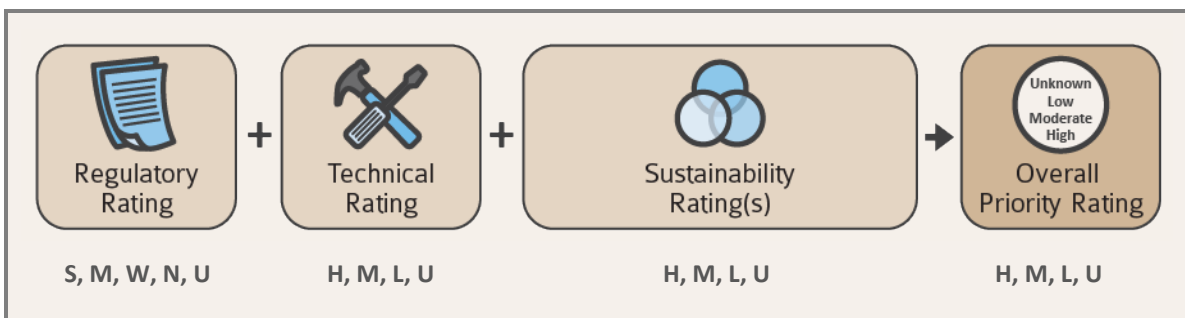 Regulatory
Rating
+
Technical
Rating
+
Sustainability
Rating(s)
Unknown
Low
Moderate
High
Overall
Priority Rating
S, M, W, N, U
H, M, L, U
H, M, L, U
H, M, L, U